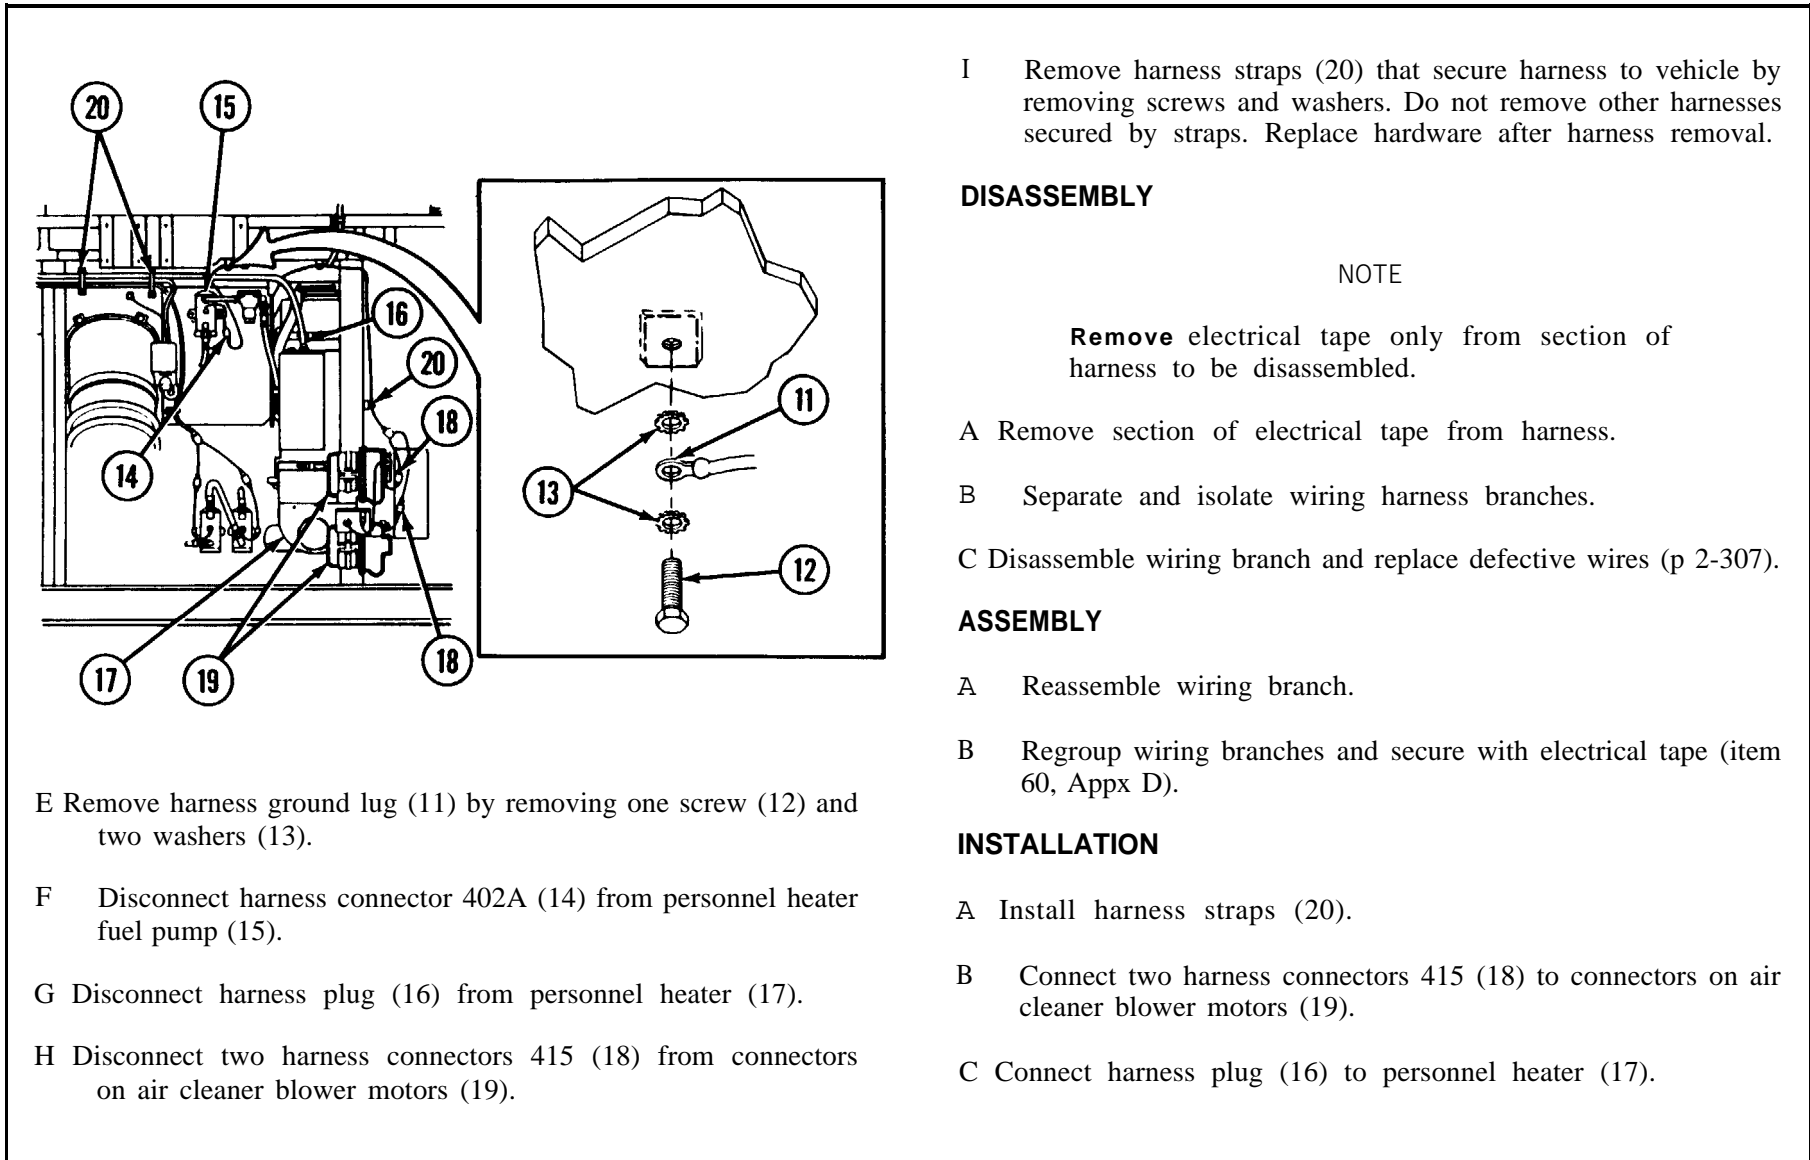 20
15
16
20
18
14
17
19
18
11
13
12
E Remove harness ground lug (11) by removing one screw (12) and
two washers (13).
F Disconnect harness connector 402A (14) from personnel heater
fuel pump (15).
G Disconnect harness plug (16) from personnel heater (17).
H Disconnect two harness connectors 415 (18) from connectors
on air cleaner blower motors (19).
I Remove harness straps (20) that secure harness to vehicle by
removing screws and washers. Do not remove other harnesses
secured by straps. Replace hardware after harness removal.
DISASSEMBLY
NOTE
Remove electrical tape only from section of
harness to be disassembled.
A Remove section of electrical tape from harness.
B Separate and isolate wiring harness branches.
C Disassemble wiring branch and replace defective wires (p 2-307).
ASSEMBLY
A Reassemble wiring branch.
B Regroup wiring branches and secure with electrical tape (item
60, Appx D).
INSTALLATION
A Install harness straps (20).
B Connect two harness connectors 415 (18) to connectors on air
cleaner blower motors (19).
C Connect harness plug (16) to personnel heater (17).